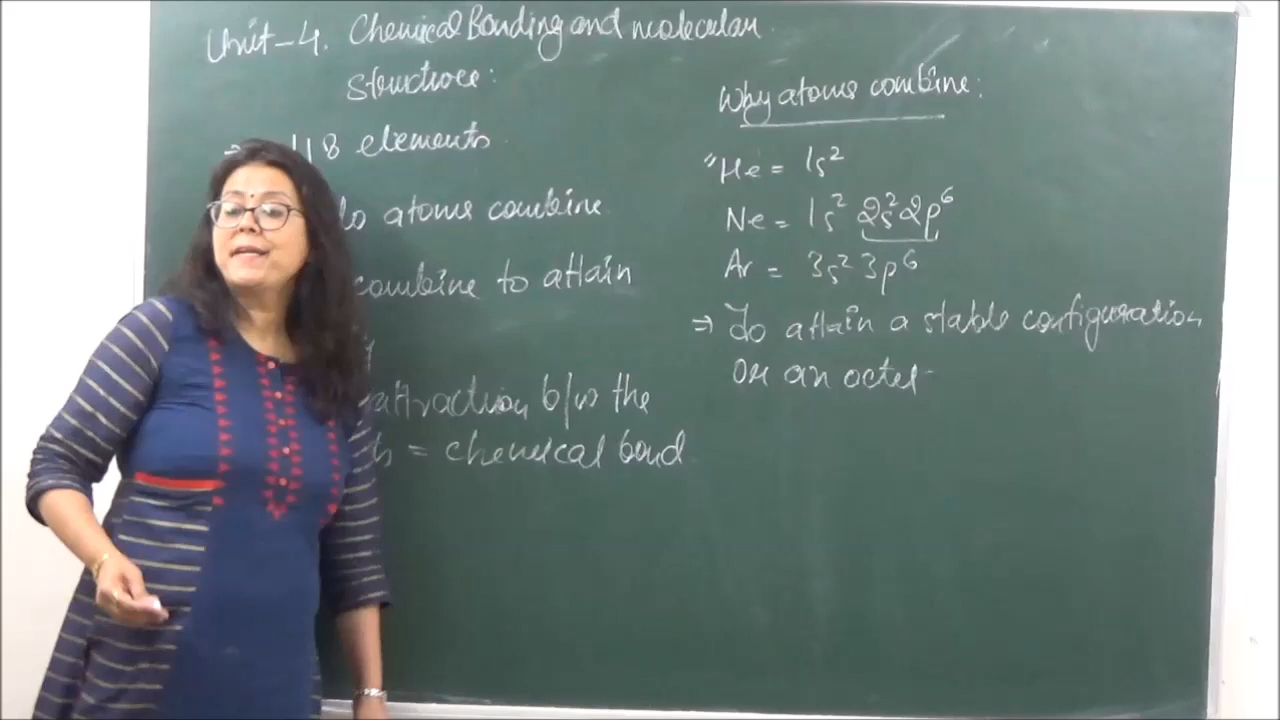 Unit-4. Chemical Bonding and molecular
structure:
→ 118 elements
do atoms combine
combine to attain
attraction b/w the
= chemical bond
Why atoms combine:
"He = 1s²
Ne = 1s² 2s² 2p⁶
Ar = 3s² 3p⁶
⇒ To attain a stable configuration
or an octet